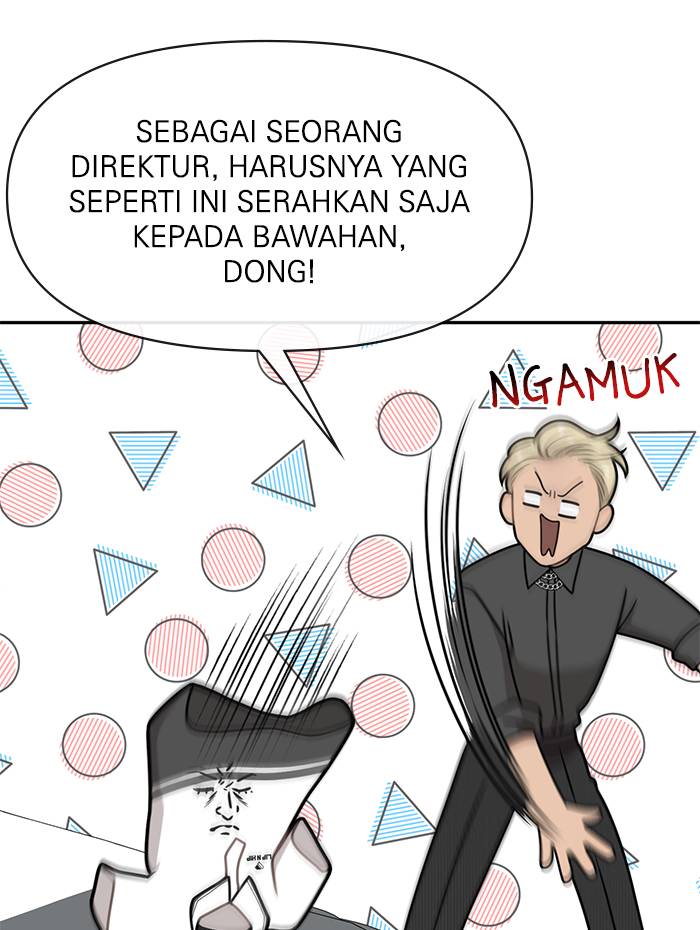 SEBAGAI SEORANG
DIREKTUR, HARUSNYA YANG
SEPERTI INI SERAHKAN SAJA
KEPADA BAWAHAN,
DONG!
NGAMUK